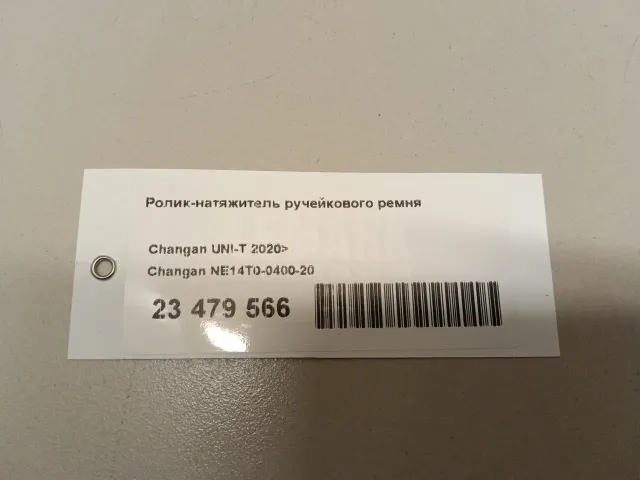 Ролик-натяжитель ручейкового ремня
Changan UNI-T 2020>
Changan NE14T0-0400-20
23 479 566